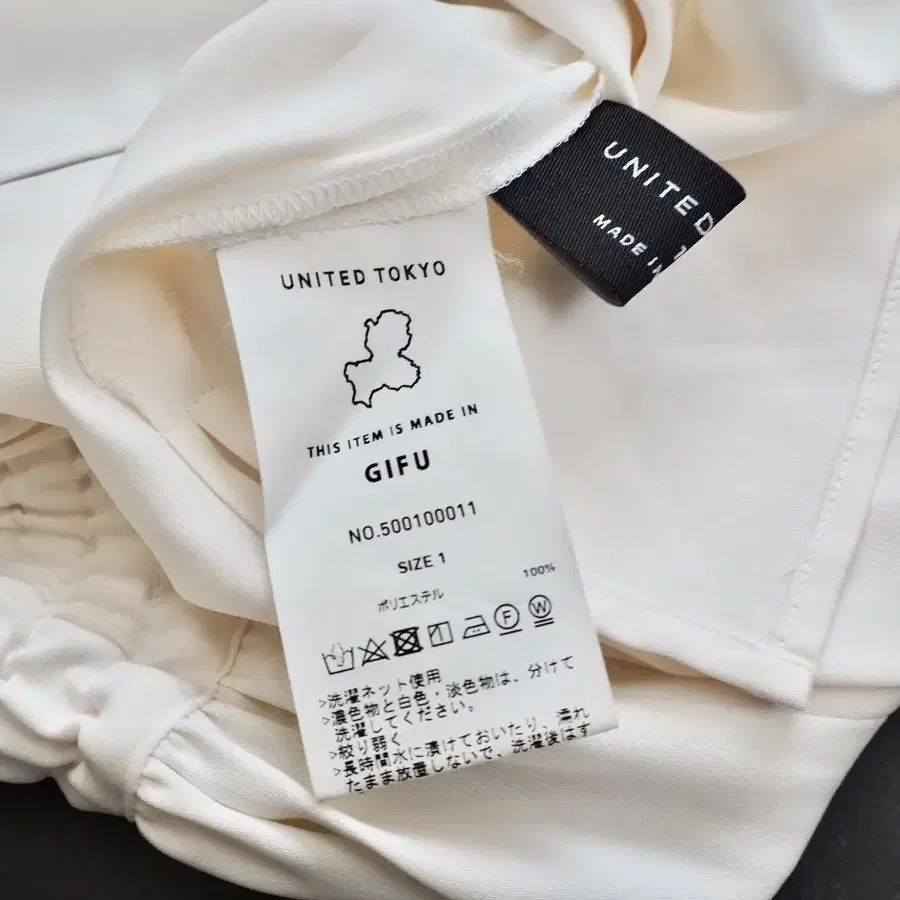 UNITED
MADE IN
UNITED TOKYO
THIS ITEM IS MADE IN
GIFU
NO.500100011
SIZE 1
ポリエステル 100%
F W
>洗濯ネット使用
>濃色物と白色・淡色物は、分けて
洗濯してください。
>絞り弱く
>長時間水に漬けておいたり、濡れ
たまま放置しないで、洗濯後はす